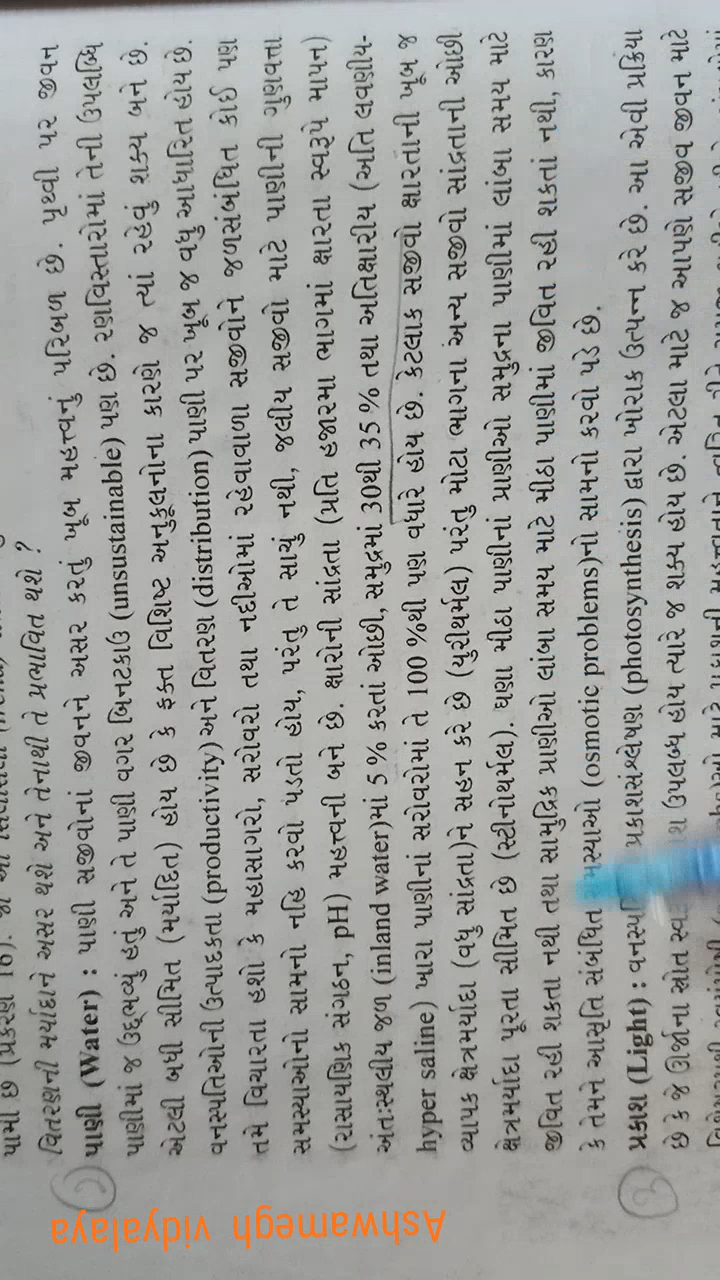 વિતરણની મર્યાદાને અસર થશે અને તેનાથી તે પ્રભાવિત થશે ?
2
પાણી (Water) : પાણી સજીવોનાં જીવનને અસર કરતું ખૂબ મહત્ત્વનું પરિબળ છે. પૃથ્વી પર જીવન
પાણીમાં જ ઉદ્ભવ્યું હતું અને તે પાણી વગર બિનટકાઉ (unsustainable) પણ છે. રણવિસ્તારોમાં તેની ઉપલબ્ધિ
એટલી બધી સીમિત (મર્યાદિત) હોય છે કે ફક્ત વિશિષ્ટ અનુકૂલનોના કારણે જ ત્યાં રહેવું શક્ય બને છે.
વનસ્પતિઓની ઉત્પાદકતા (productivity) અને વિતરણ (distribution) પાણી પર ખૂબ જ વધુ આધારિત હોય છે.
તમે વિચારતા હશો કે મહાસાગરો, સરોવરો તથા નદીઓમાં રહેવાવાળા સજીવોને જળસંબંધિત કોઈ પણ
સમસ્યાઓનો સામનો નહિ કરવો પડતો હોય, પરંતુ તે સાચું નથી, જલીય સજીવો માટે પાણીની ગુણવત્તા
(રાસાયણિક સંગઠન, pH) મહત્ત્વની બને છે. ક્ષારોની સાંદ્રતા (પ્રતિ હજારમા ભાગમાં ક્ષારતા સ્વરૂપે માપન)
અંતઃસ્થલીય જળ (inland water)માં 5 % કરતાં ઓછી, સમુદ્રમાં 30થી 35 % તથા અતિક્ષારીય (અતિ લવણીય-
hyper saline) ખારા પાણીનાં સરોવરોમાં તે 100 %થી પણ વધારે હોય છે. કેટલાક સજીવો ક્ષારતાની ખૂબ જ
વ્યાપક ક્ષેત્રમર્યાદા (વધુ સાંદ્રતા)ને સહન કરે છે (યુરીથર્મલ) પરંતુ મોટા ભાગના અન્ય સજીવો સાંદ્રતાની ઓછી
ક્ષેત્રમર્યાદા પૂરતા સીમિત છે (સ્ટીનોથર્મલ). ઘણા મીઠા પાણીનાં પ્રાણીઓ સમુદ્રના પાણીમાં લાંબા સમય માટે
જીવિત રહી શકતા નથી તથા સામુદ્રિક પ્રાણીઓ લાંબા સમય માટે મીઠા પાણીમાં જીવિત રહી શકતાં નથી, કારણ
કે તેમને આસૃતિ સંબંધિત સમસ્યાઓ (osmotic problems)નો સામનો કરવો પડે છે.
3
પ્રકાશ (Light) : પ્રકાશસંશ્લેષણ (photosynthesis) દ્વારા ખોરાક ઉત્પન્ન કરે છે. આ એવી પ્રક્રિયા
છે કે જે ઊર્જાના સ્રોત ઉપલબ્ધ હોય ત્યારે જ શક્ય હોય છે. એટલા માટે જ આપણે સજીવ જીવન માટે
Ashwamegh vidyalaya